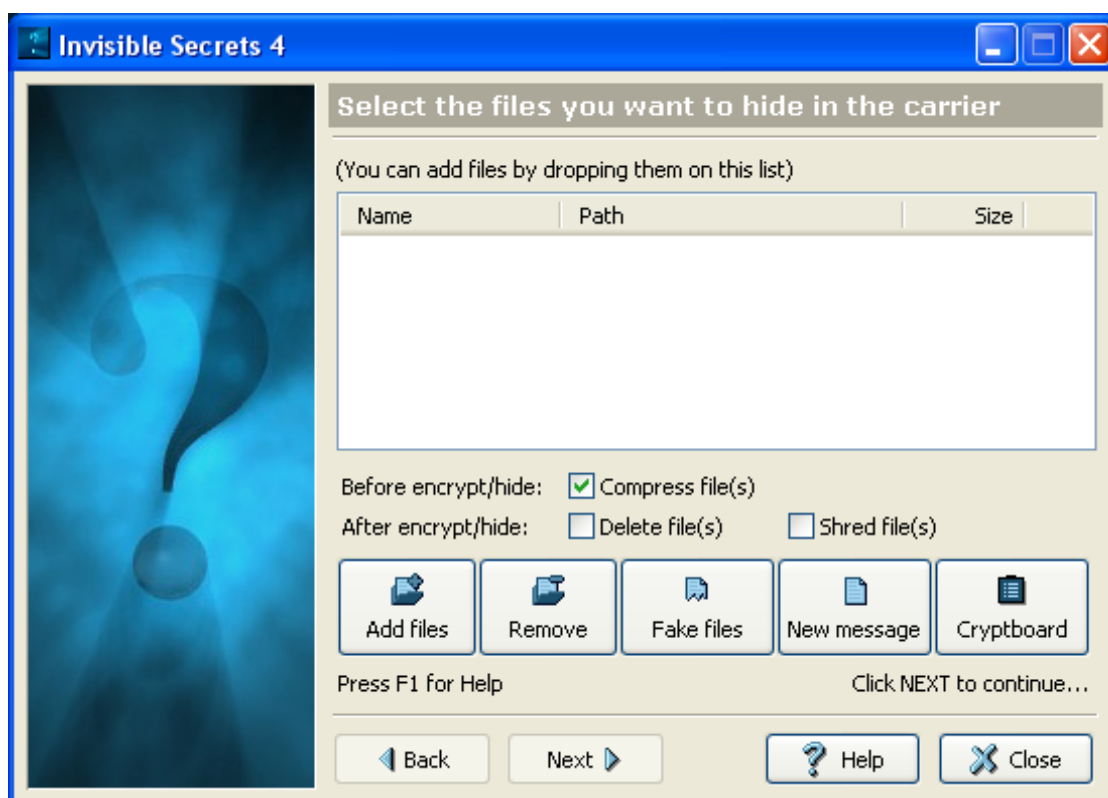 Invisible Secrets 4
Select the files you want to hide in the carrier
(You can add files by dropping them on this list)
Name Path Size
Before encrypt/hide: Compress file(s)
After encrypt/hide: Delete file(s) Shred file(s)
Add files Remove Fake files New message Cryptboard
Press F1 for Help Click NEXT to continue...
Back Next Help Close